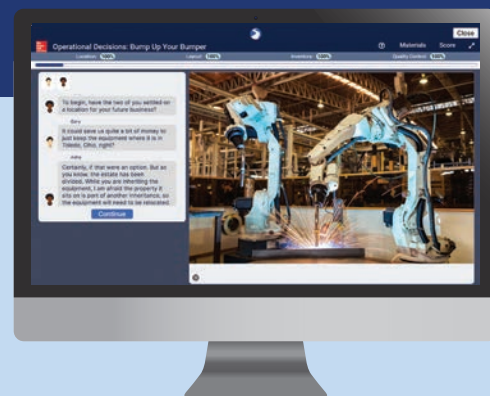 Close
Operational Decisions: Bump Up Your Bumper
Materials Score
Location: 100% Layout: 100% Inventory: 100% Quality Control: 100%
To begin, have the two of you settled on
a location for your future business?
It could save us quite a bit of money to
just keep the equipment where it is in
Toledo, Ohio, right?
Certainly, if that were an option. But as
you know, the estate has been
divided. While you are inheriting the
equipment, I am afraid the property it
sits on is part of another inheritance, so
the equipment will need to be relocated.
Continue